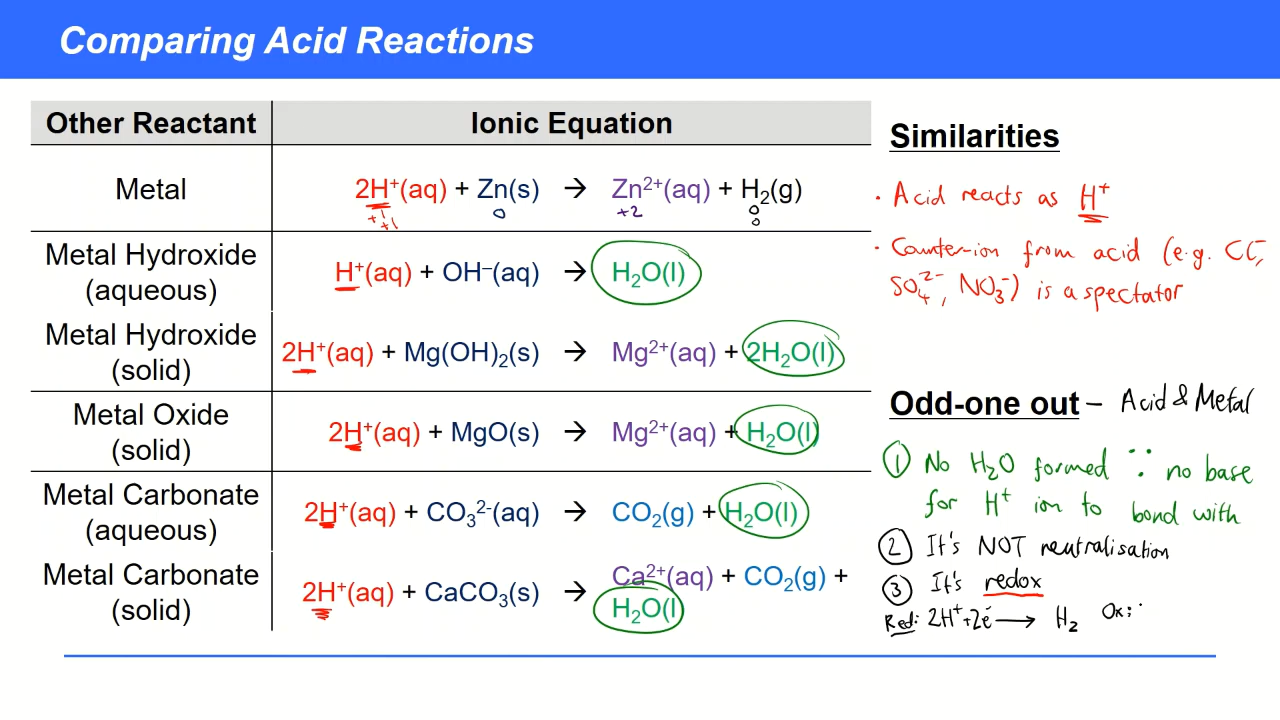 Comparing Acid Reactions
Other Reactant
Ionic Equation
Metal
2H⁺(aq) + Zn(s) → Zn²⁺(aq) + H₂(g)
+1
+1
0
+2
0
0
Metal Hydroxide
(aqueous)
H⁺(aq) + OH⁻(aq) → H₂O(l)
Metal Hydroxide
(solid)
2H⁺(aq) + Mg(OH)₂(s) → Mg²⁺(aq) + 2H₂O(l)
Metal Oxide
(solid)
2H⁺(aq) + MgO(s) → Mg²⁺(aq) + H₂O(l)
Metal Carbonate
(aqueous)
2H⁺(aq) + CO₃²⁻(aq) → CO₂(g) + H₂O(l)
Metal Carbonate
(solid)
2H⁺(aq) + CaCO₃(s) → Ca²⁺(aq) + CO₂(g) +
H₂O(l
Similarities
· Acid reacts as H⁺
· Counter-ion from acid (e.g. Cl⁻,
SO₄²⁻, NO₃⁻) is a spectator
Odd-one out – Acid & Metal
① No H₂O formed ∵ no base
for H⁺ ion to bond with
② It's NOT neutralisation
③ It's redox
Red: 2H⁺ + 2e⁻ → H₂ Ox: